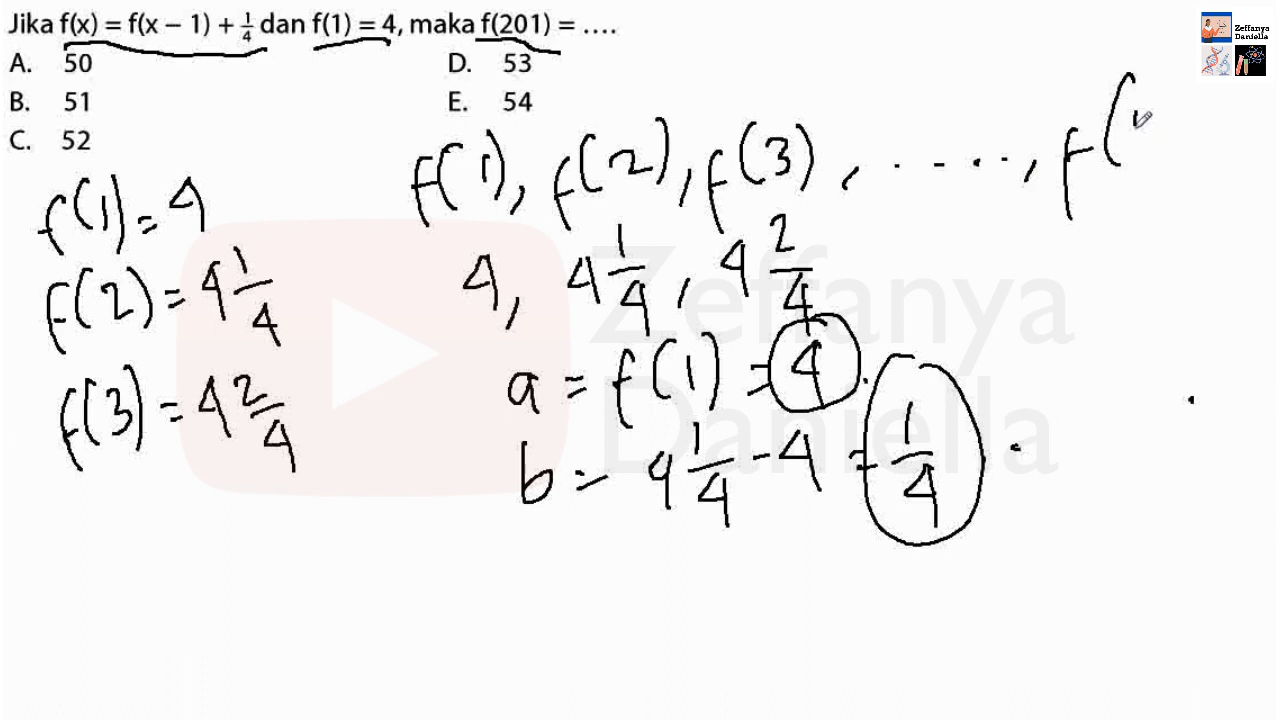 Jika f(x) = f(x − 1) + 1/4 dan f(1) = 4, maka f(201) = ....
A. 50
B. 51
C. 52
D. 53
E. 54
f(1) = 4
f(2) = 4 1/4
f(3) = 4 2/4
f(1), f(2), f(3), ....., f(
4, 4 1/4, 4 2/4
a = f(1) = 4.
b = 4 1/4 - 4 = 1/4
Zeffanya
Daniella
Zeffanya
Daniella